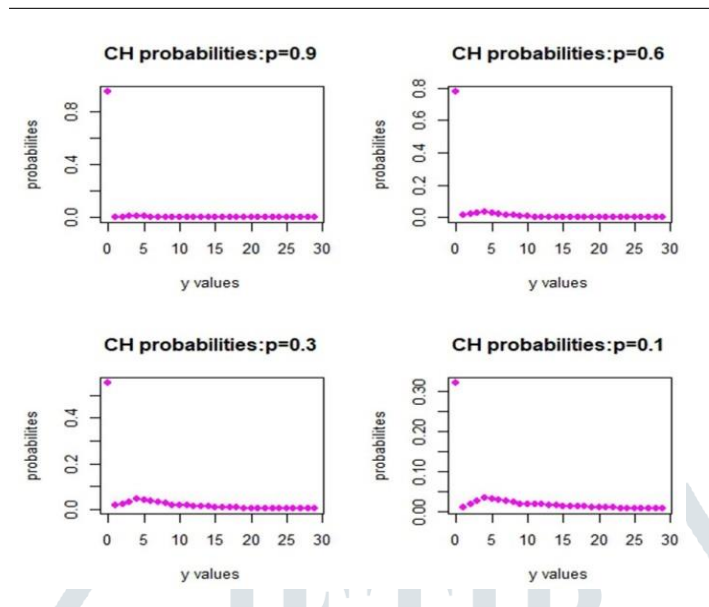 CH probabilities:p=0.9
probabilites
0.8
0.4
0.0
0 5 10 15 20 25 30
y values
CH probabilities:p=0.6
probabilites
0.8
0.6
0.4
0.2
0.0
0 5 10 15 20 25 30
y values
CH probabilities:p=0.3
probabilites
0.4
0.2
0.0
0 5 10 15 20 25 30
y values
CH probabilities:p=0.1
probabilites
0.30
0.20
0.10
0.00
0 5 10 15 20 25 30
y values